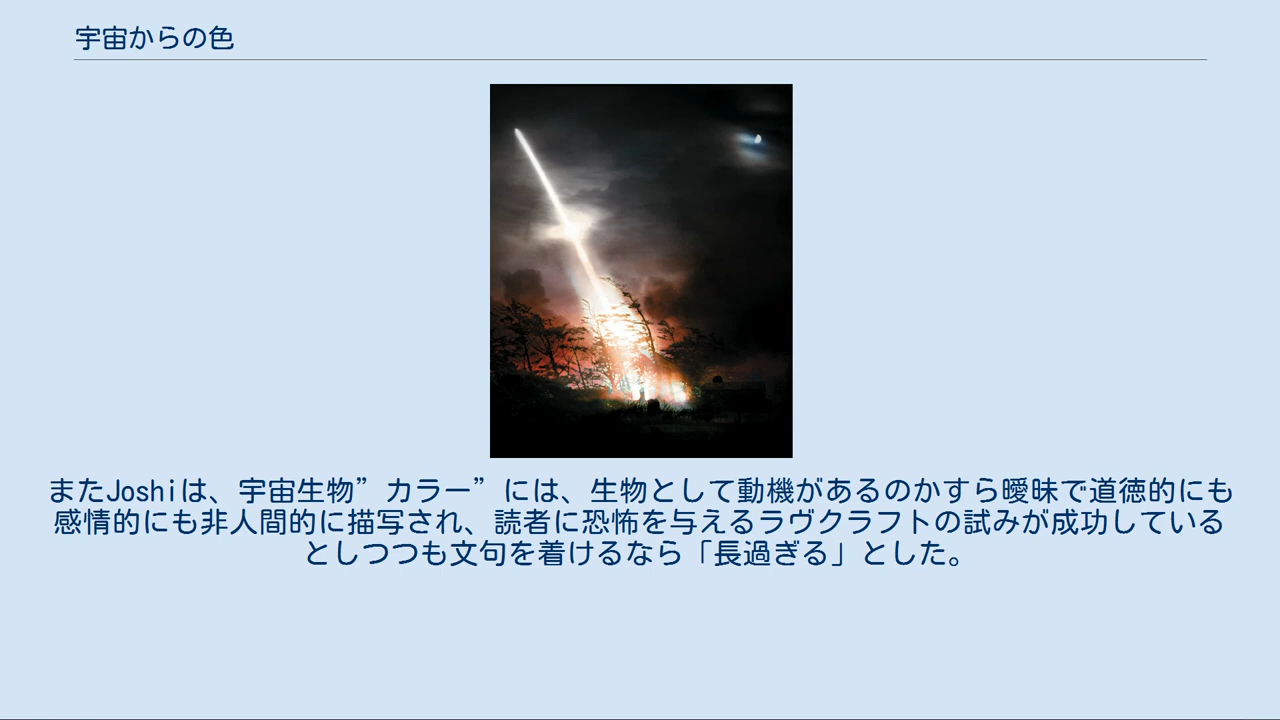 宇宙からの色
またJoshiは、宇宙生物”カラー”には、生物として動機があるのかすら曖昧で道徳的にも
感情的にも非人間的に描写され、読者に恐怖を与えるラヴクラフトの試みが成功している
としつつも文句を着けるなら「長過ぎる」とした。